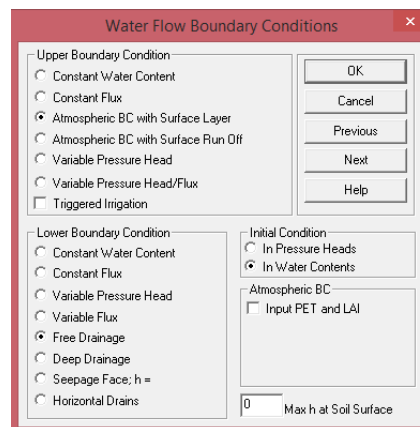 Water Flow Boundary Conditions
×
Upper Boundary Condition
Constant Water Content
Constant Flux
Atmospheric BC with Surface Layer
Atmospheric BC with Surface Run Off
Variable Pressure Head
Variable Pressure Head/Flux
Triggered Irrigation
OK
Cancel
Previous
Next
Help
Lower Boundary Condition
Constant Water Content
Constant Flux
Variable Pressure Head
Variable Flux
Free Drainage
Deep Drainage
Seepage Face; h =
Horizontal Drains
Initial Condition
In Pressure Heads
In Water Contents
Atmospheric BC
Input PET and LAI
0 Max h at Soil Surface